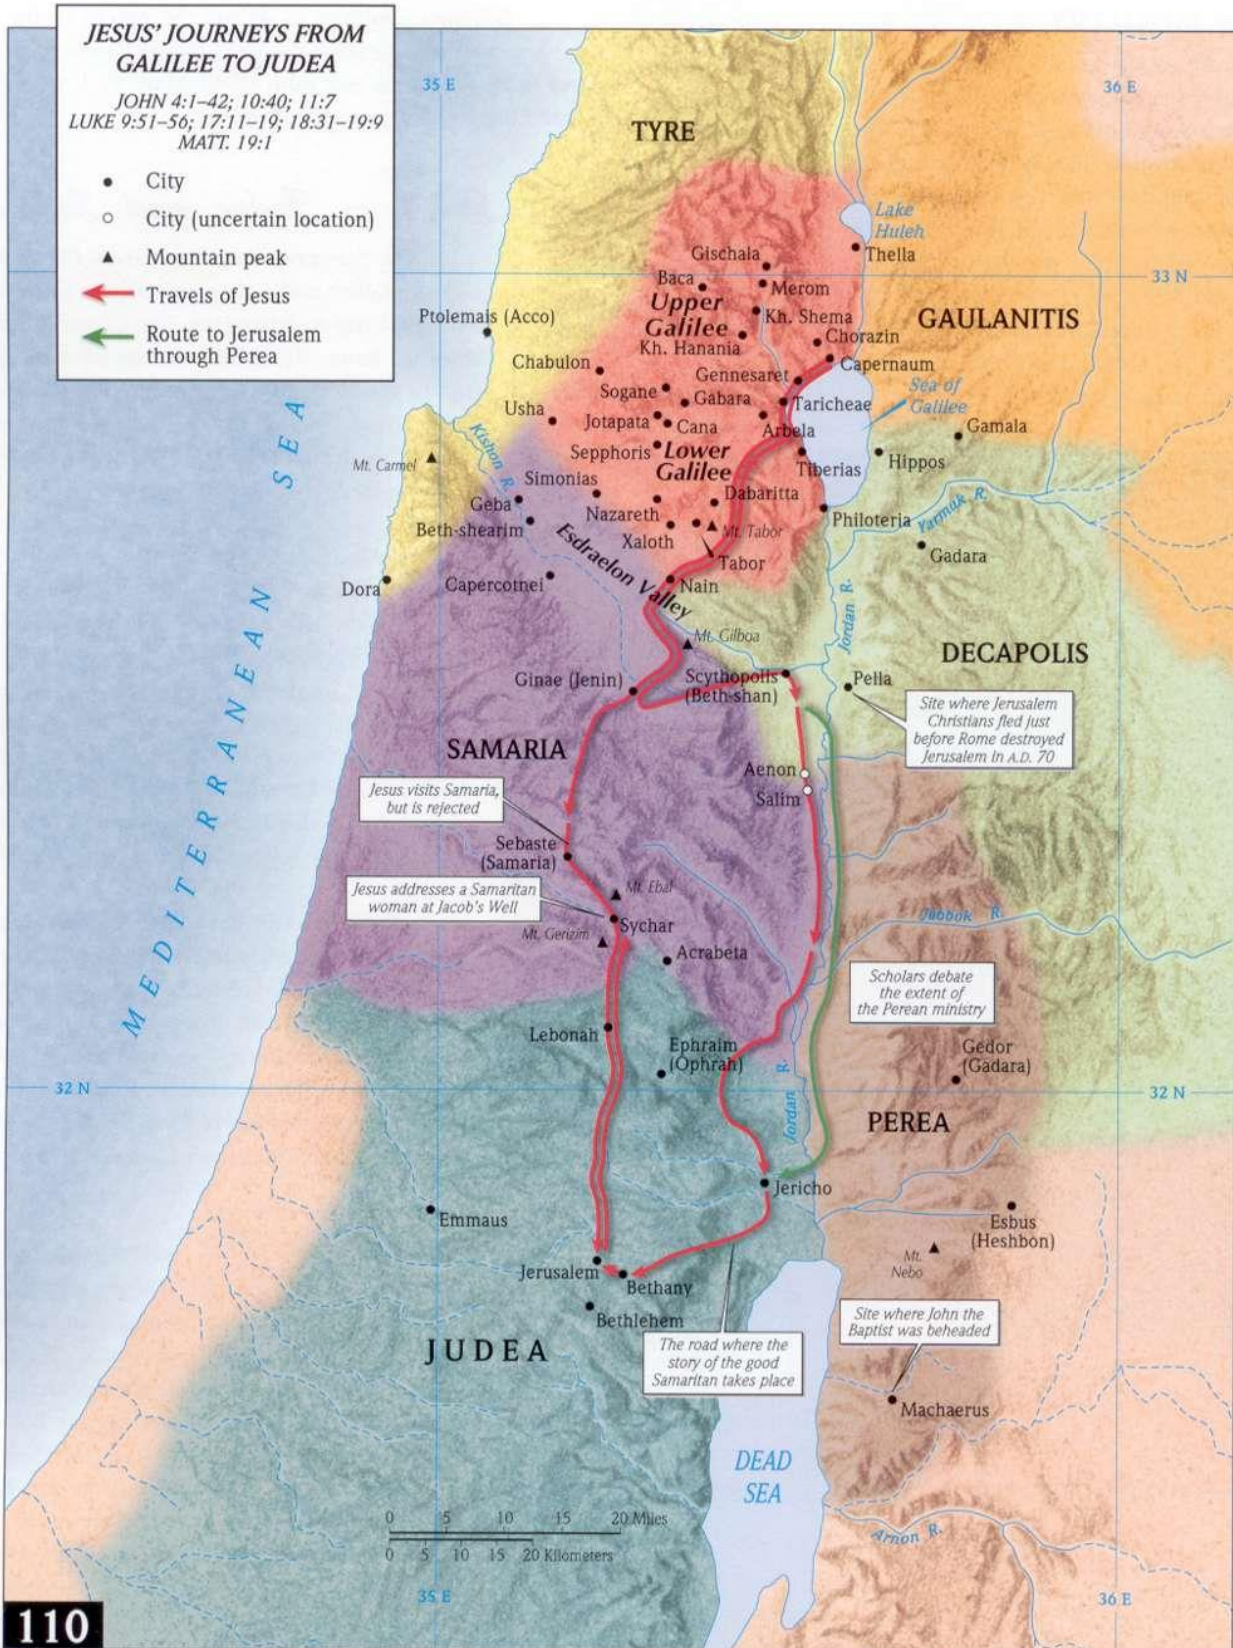 JESUS' JOURNEYS FROM
GALILEE TO JUDEA
JOHN 4:1–42; 10:40; 11:7
LUKE 9:51–56; 17:11–19; 18:31–19:9
MATT. 19:1
City
City (uncertain location)
Mountain peak
Travels of Jesus
Route to Jerusalem
through Perea
35 E
36 E
TYRE
Lake
Huleh
Thella
33 N
Gischala
Baca
Merom
Upper
Galilee
Kh. Shema
Kh. Hanania
Chorazin
GAULANITIS
Ptolemais (Acco)
Capernaum
Chabulon
Gennesaret
Sea of
Galilee
Sogane
Gabara
Taricheae
Usha
Jotapata
Cana
Arbela
Gamala
Kishon R.
Sepphoris
Lower
Galilee
Tiberias
Hippos
Mt. Carmel
Simonias
Dabaritta
Geba
Nazareth
Philoteria
Yarmuk R.
Beth-shearim
Xaloth
Mt. Tabor
Tabor
Gadara
Esdraelon Valley
Dora
Capercotnei
Nain
Jordan R.
Mt. Gilboa
DECAPOLIS
Ginae (Jenin)
Scythopolis
(Beth-shan)
Pella
Site where Jerusalem
Christians fled just
before Rome destroyed
Jerusalem in A.D. 70
SAMARIA
Aenon
Salim
Jesus visits Samaria,
but is rejected
Sebaste
(Samaria)
Mt. Ebal
Jesus addresses a Samaritan
woman at Jacob's Well
Sychar
Jabbok R.
Mt. Gerizim
Acrabeta
Scholars debate
the extent of
the Perean ministry
MEDITERRANEAN SEA
Lebonah
Ephraim
(Ophrah)
Gedor
(Gadara)
32 N
32 N
Jordan R.
PEREA
Jericho
Emmaus
Esbus
(Heshbon)
Mt.
Nebo
Jerusalem
Bethany
Bethlehem
JUDEA
The road where the
story of the good
Samaritan takes place
Site where John the
Baptist was beheaded
Machaerus
DEAD
SEA
0 5 10 15 20 Miles
0 5 10 15 20 Kilometers
Arnon R.
35 E
36 E
110